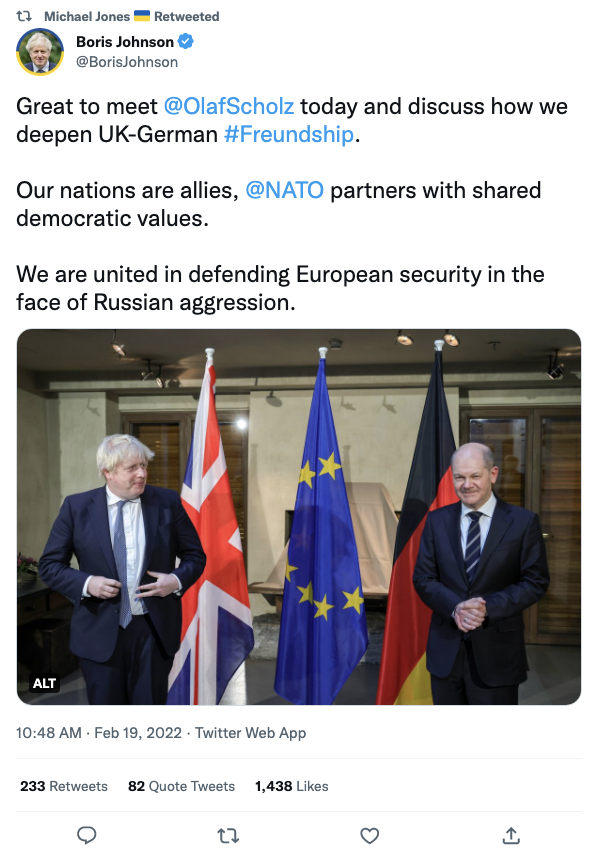 Michael Jones 🇺🇦 Retweeted
Boris Johnson
@BorisJohnson
Great to meet @OlafScholz today and discuss how we
deepen UK-German #Freundship.
Our nations are allies, @NATO partners with shared
democratic values.
We are united in defending European security in the
face of Russian aggression.
ALT
10:48 AM · Feb 19, 2022 · Twitter Web App
233 Retweets 82 Quote Tweets 1,438 Likes